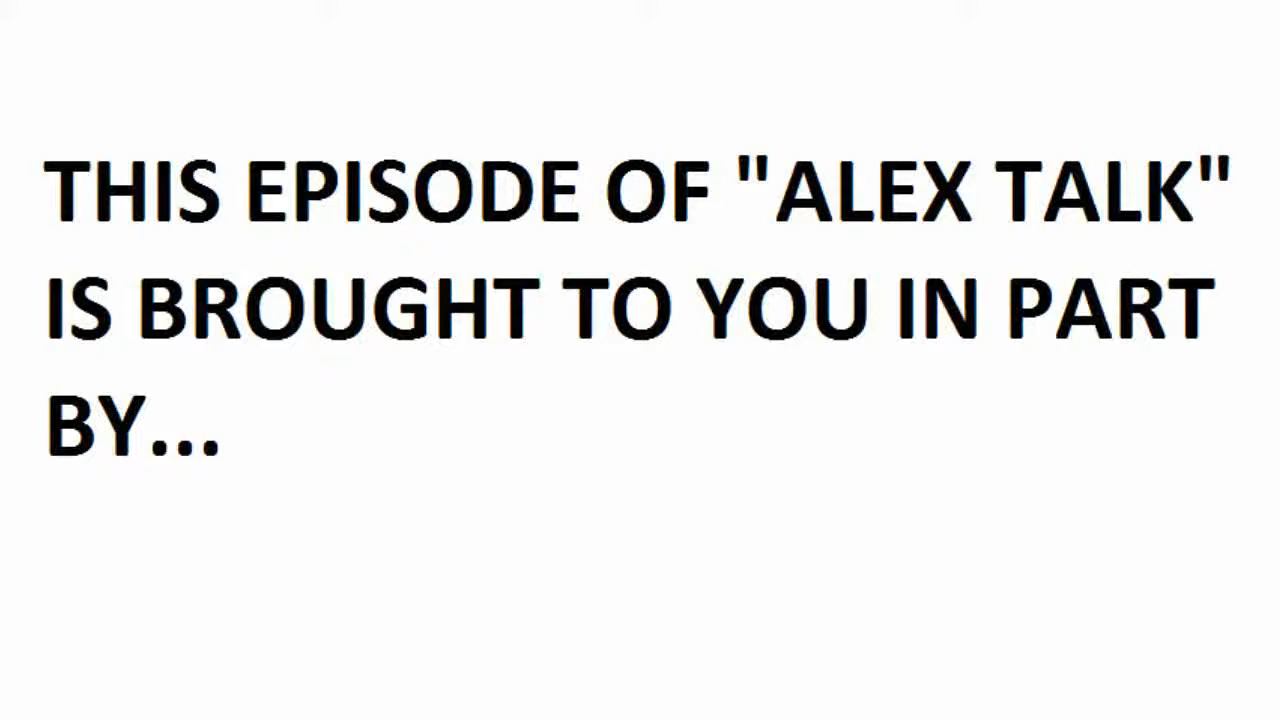 THIS EPISODE OF "ALEX TALK"
IS BROUGHT TO YOU IN PART
BY...